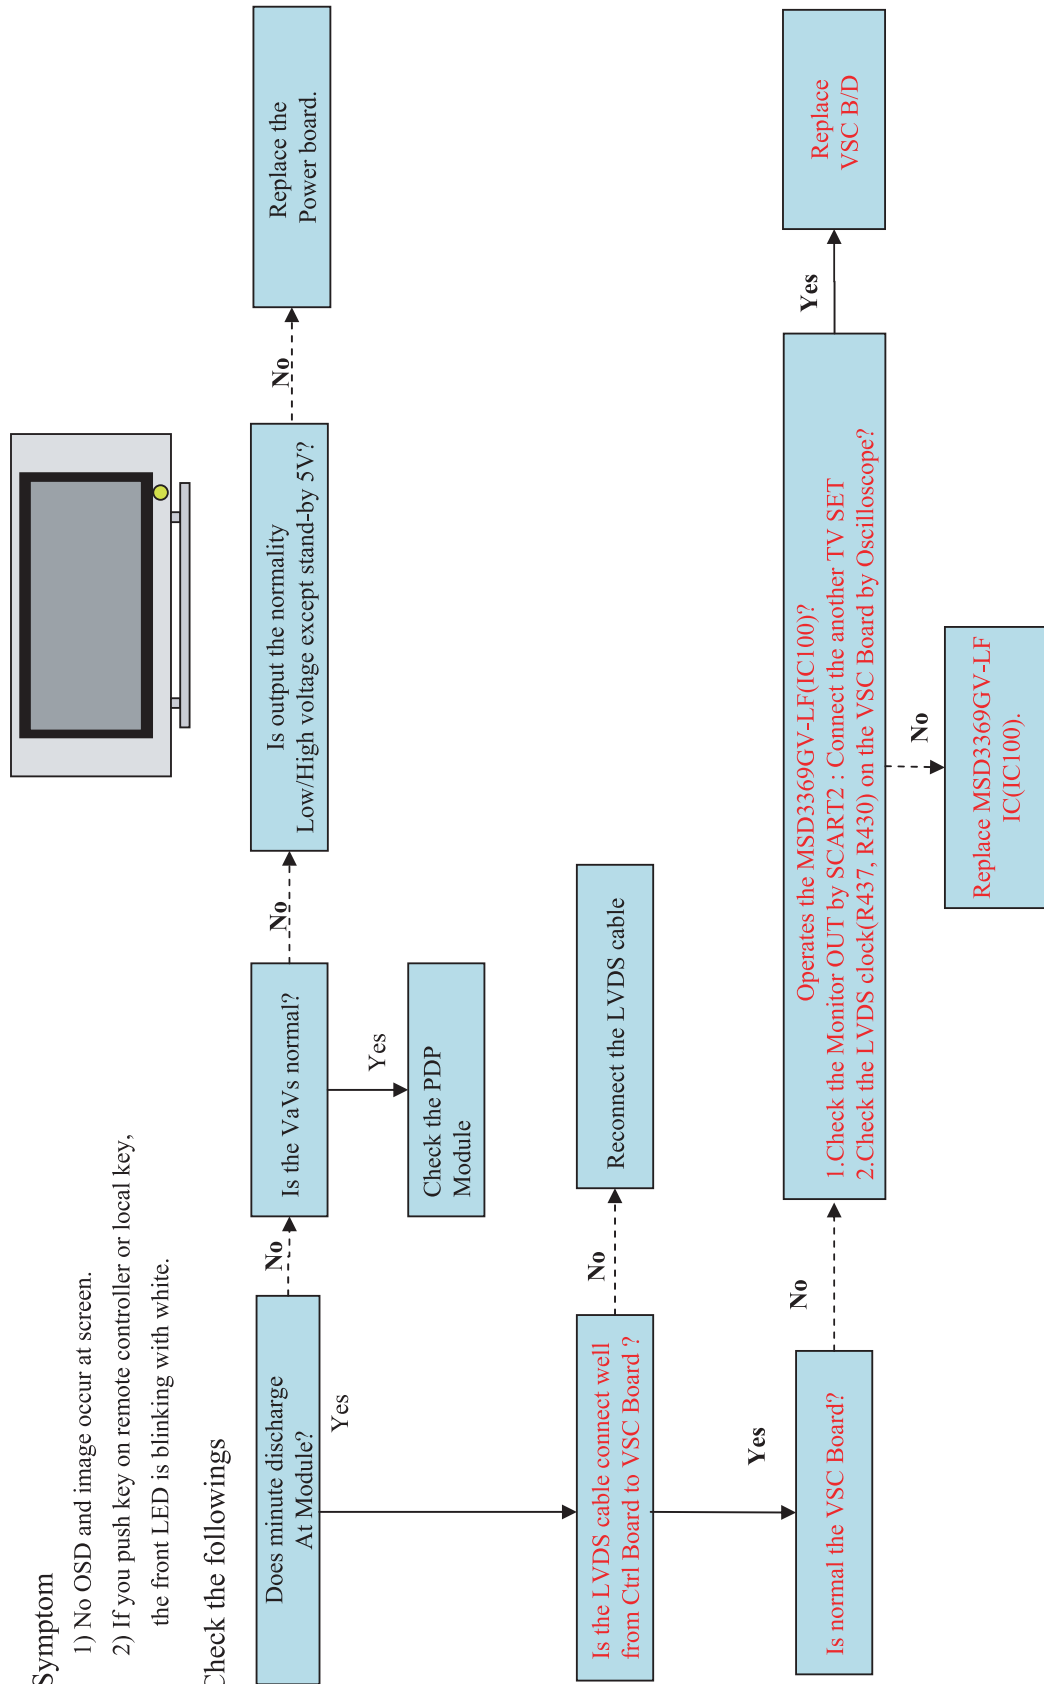 Symptom
1) No OSD and image occur at screen.
2) If you push key on remote controller or local key,
the front LED is blinking with white.
Check the followings
Does minute discharge
At Module?
No
Is the VaVs normal?
No
Is output the normality
Low/High voltage except stand-by 5V?
No
Replace the
Power board.
Yes
Yes
Check the PDP
Module
Is the LVDS cable connect well
from Ctrl Board to VSC Board ?
No
Reconnect the LVDS cable
Yes
Is normal the VSC Board?
No
Operates the MSD3369GV-LF(IC100)?
1.Check the Monitor OUT by SCART2 : Connect the another TV SET
2.Check the LVDS clock(R437, R430) on the VSC Board by Oscilloscope?
Yes
Replace
VSC B/D
No
Replace MSD3369GV-LF
IC(IC100).